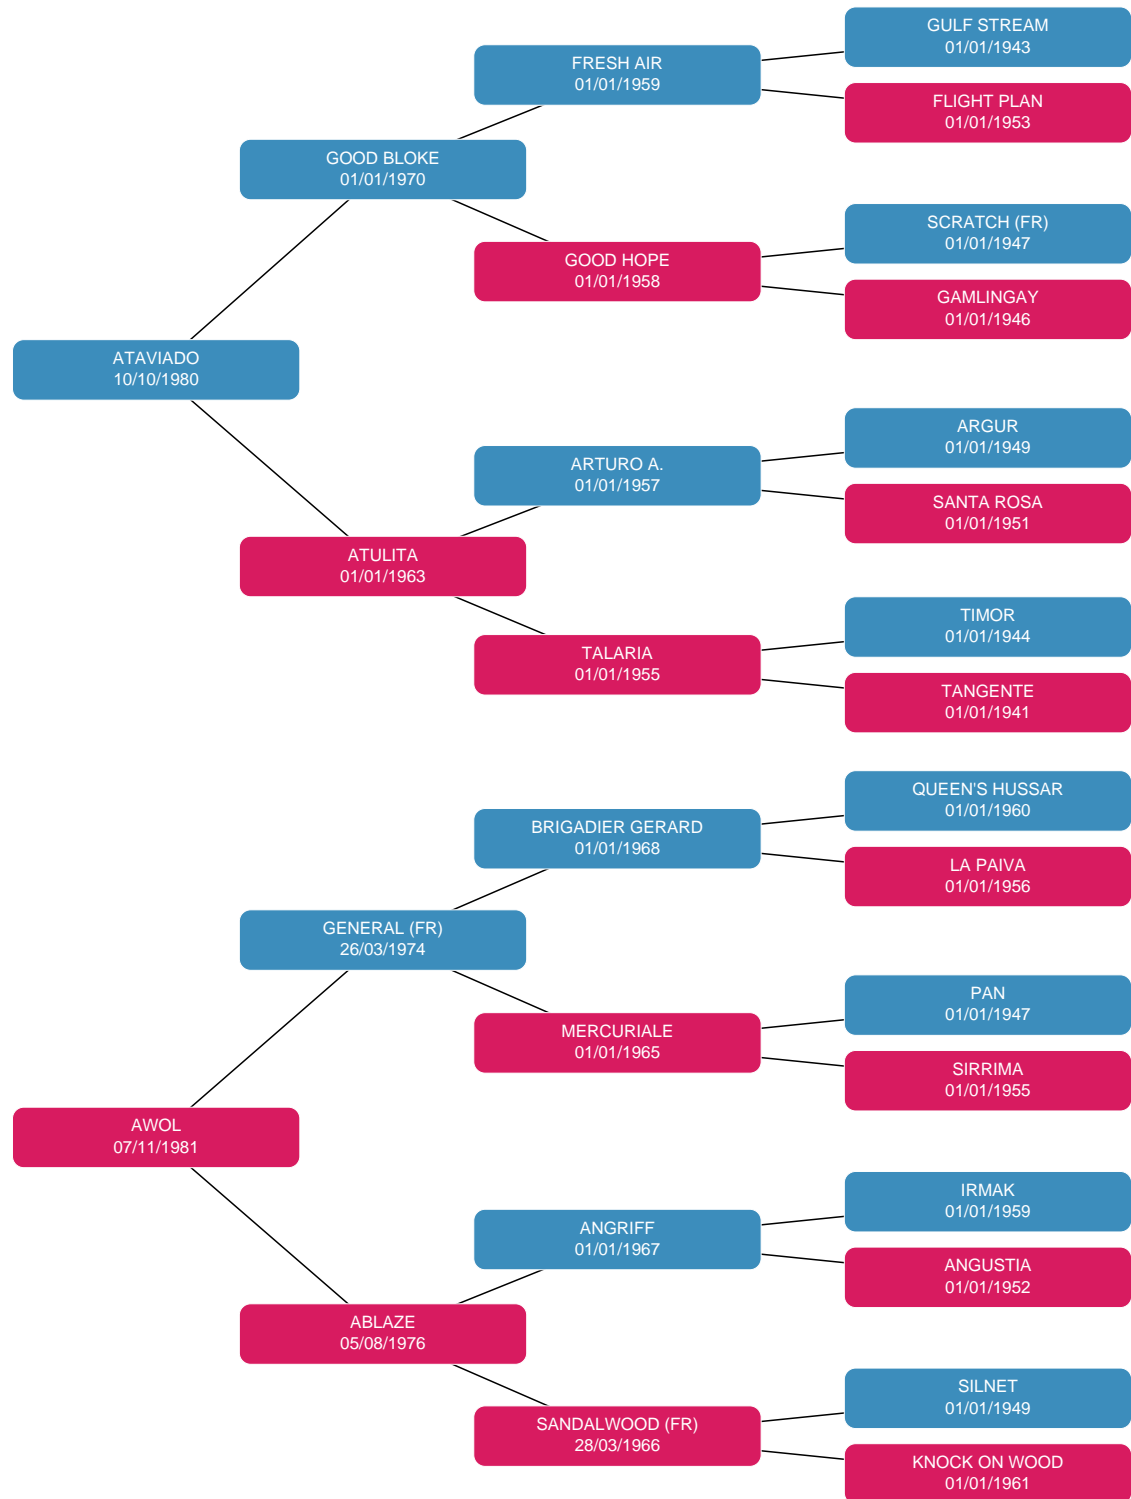 GULF STREAM
01/01/1943
FRESH AIR
01/01/1959
FLIGHT PLAN
01/01/1953
GOOD BLOKE
01/01/1970
SCRATCH (FR)
01/01/1947
GOOD HOPE
01/01/1958
GAMLINGAY
01/01/1946
ATAVIADO
10/10/1980
ARGUR
01/01/1949
ARTURO A.
01/01/1957
SANTA ROSA
01/01/1951
ATULITA
01/01/1963
TIMOR
01/01/1944
TALARIA
01/01/1955
TANGENTE
01/01/1941
QUEEN'S HUSSAR
01/01/1960
BRIGADIER GERARD
01/01/1968
LA PAIVA
01/01/1956
GENERAL (FR)
26/03/1974
PAN
01/01/1947
MERCURIALE
01/01/1965
SIRRIMA
01/01/1955
AWOL
07/11/1981
IRMAK
01/01/1959
ANGRIFF
01/01/1967
ANGUSTIA
01/01/1952
ABLAZE
05/08/1976
SILNET
01/01/1949
SANDALWOOD (FR)
28/03/1966
KNOCK ON WOOD
01/01/1961